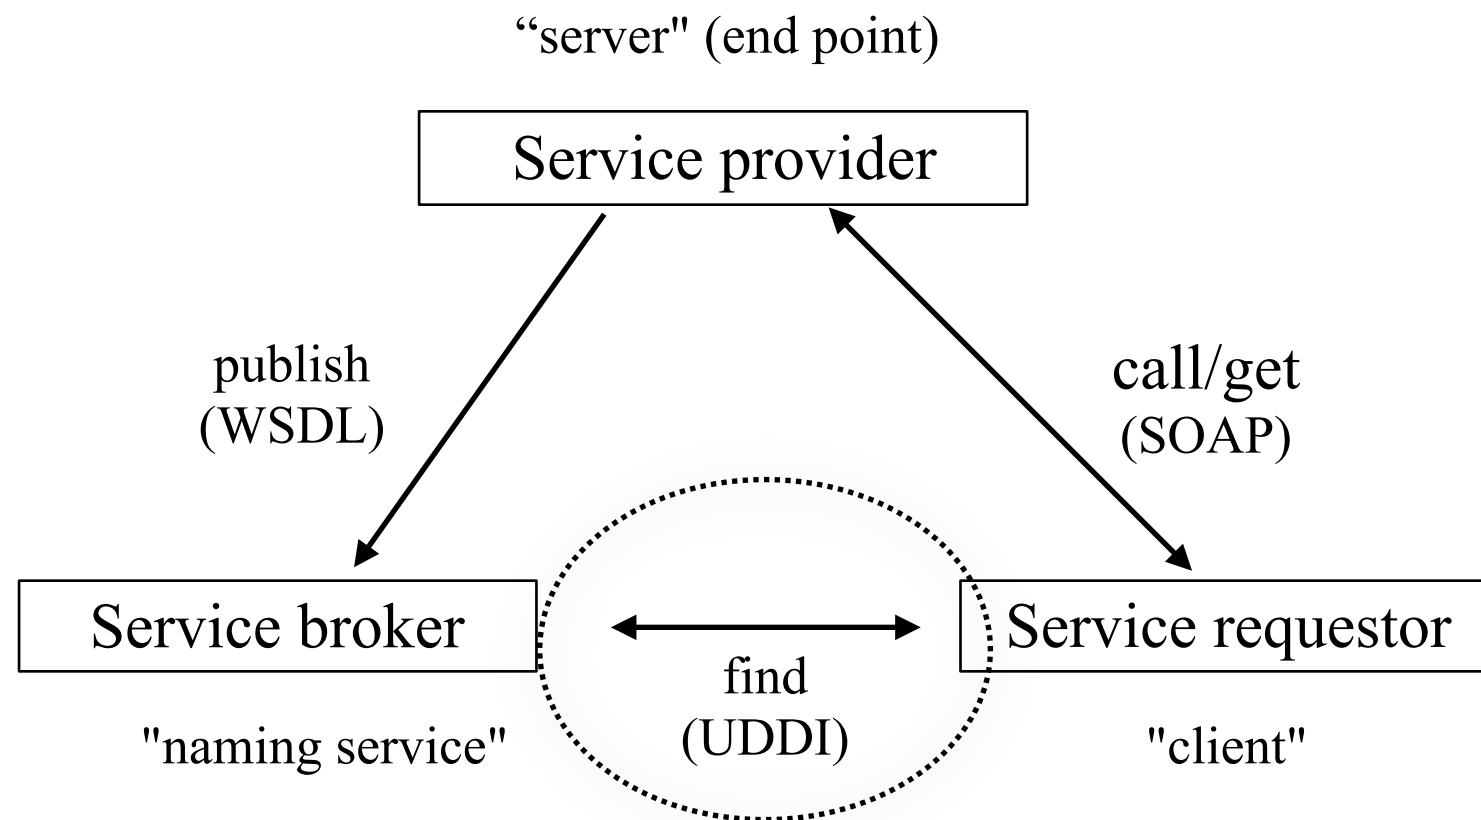 “server" (end point)
Service provider
publish
(WSDL)
call/get
(SOAP)
Service broker
Service requestor
find
(UDDI)
"naming service"
"client"